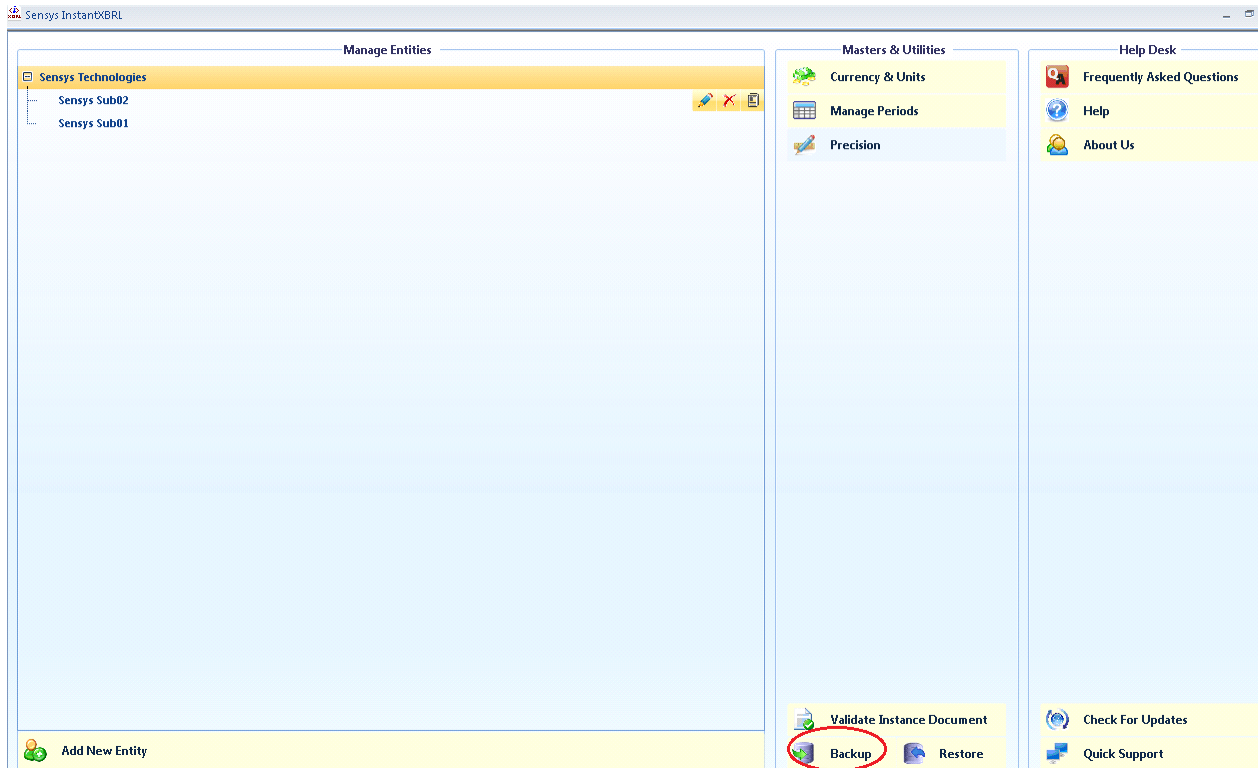 XBRL Sensys InstantXBRL
Manage Entities
Sensys Technologies
Sensys Sub02
Sensys Sub01
Add New Entity
Masters & Utilities
Currency & Units
Manage Periods
Precision
Validate Instance Document
Backup
Restore
Help Desk
Frequently Asked Questions
Help
About Us
Check For Updates
Quick Support